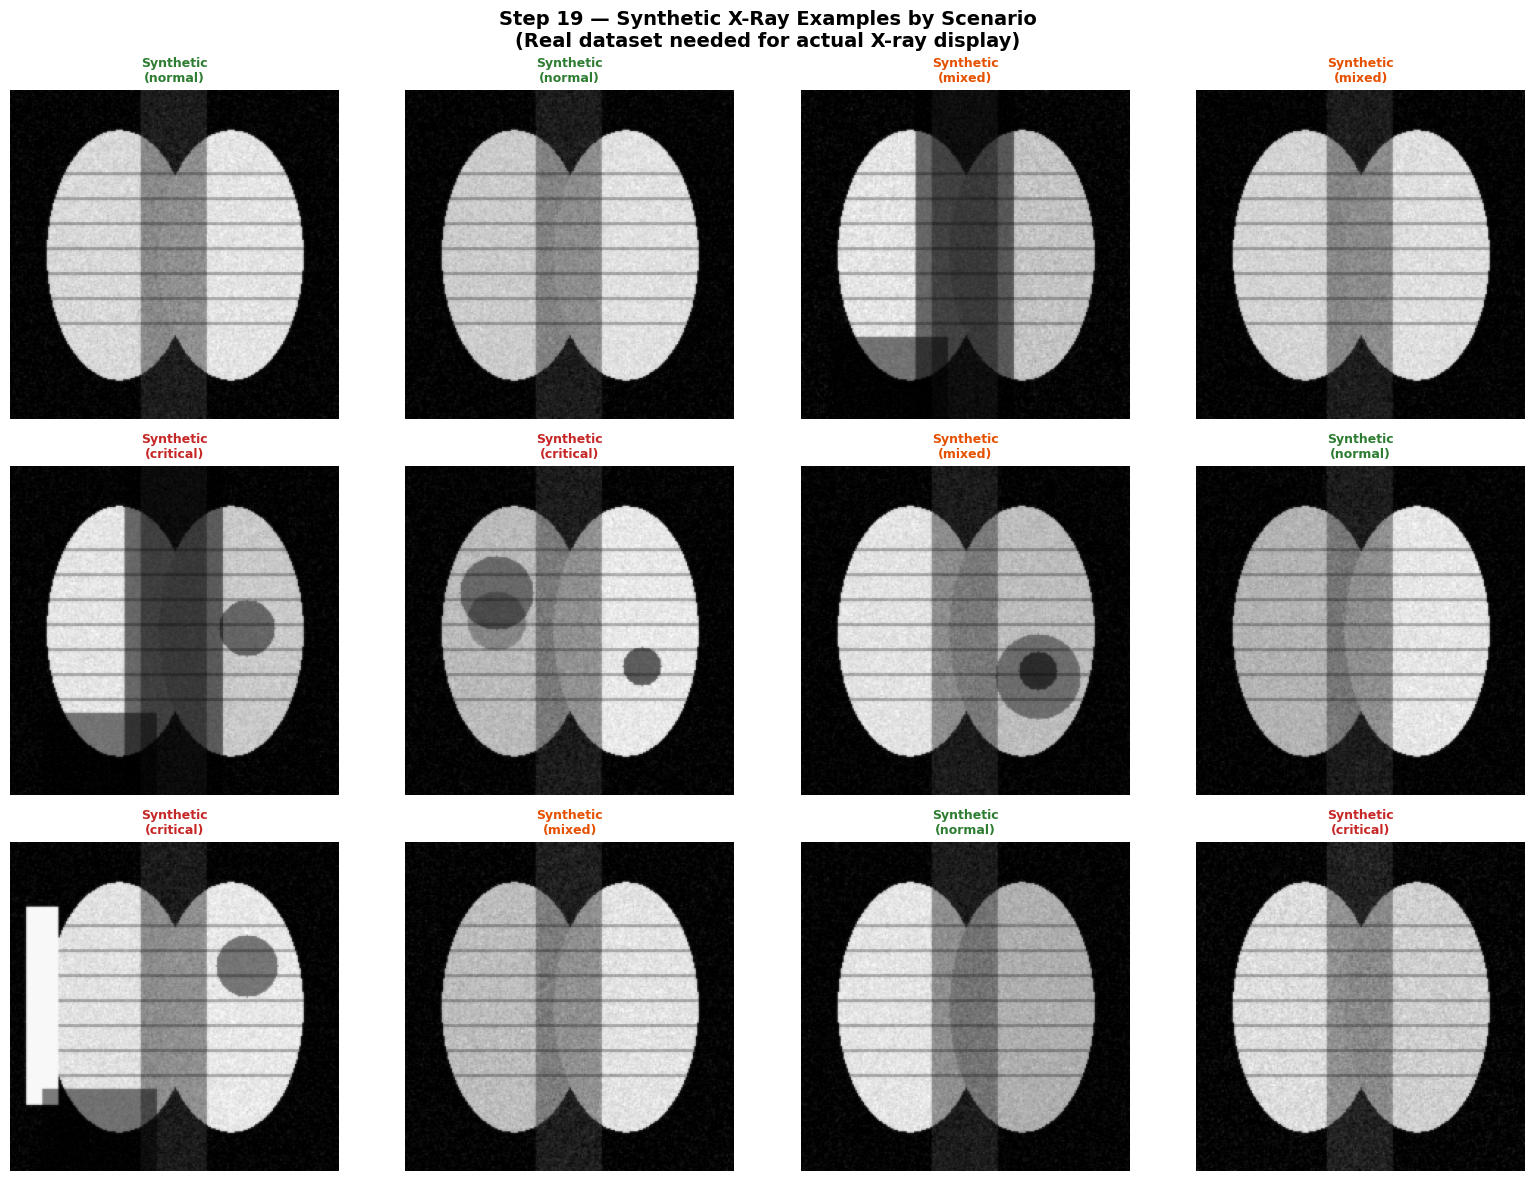 Step 19 — Synthetic X-Ray Examples by Scenario
(Real dataset needed for actual X-ray display)
Synthetic
(normal)
Synthetic
(normal)
Synthetic
(mixed)
Synthetic
(mixed)
Synthetic
(critical)
Synthetic
(critical)
Synthetic
(mixed)
Synthetic
(normal)
Synthetic
(critical)
Synthetic
(mixed)
Synthetic
(normal)
Synthetic
(critical)